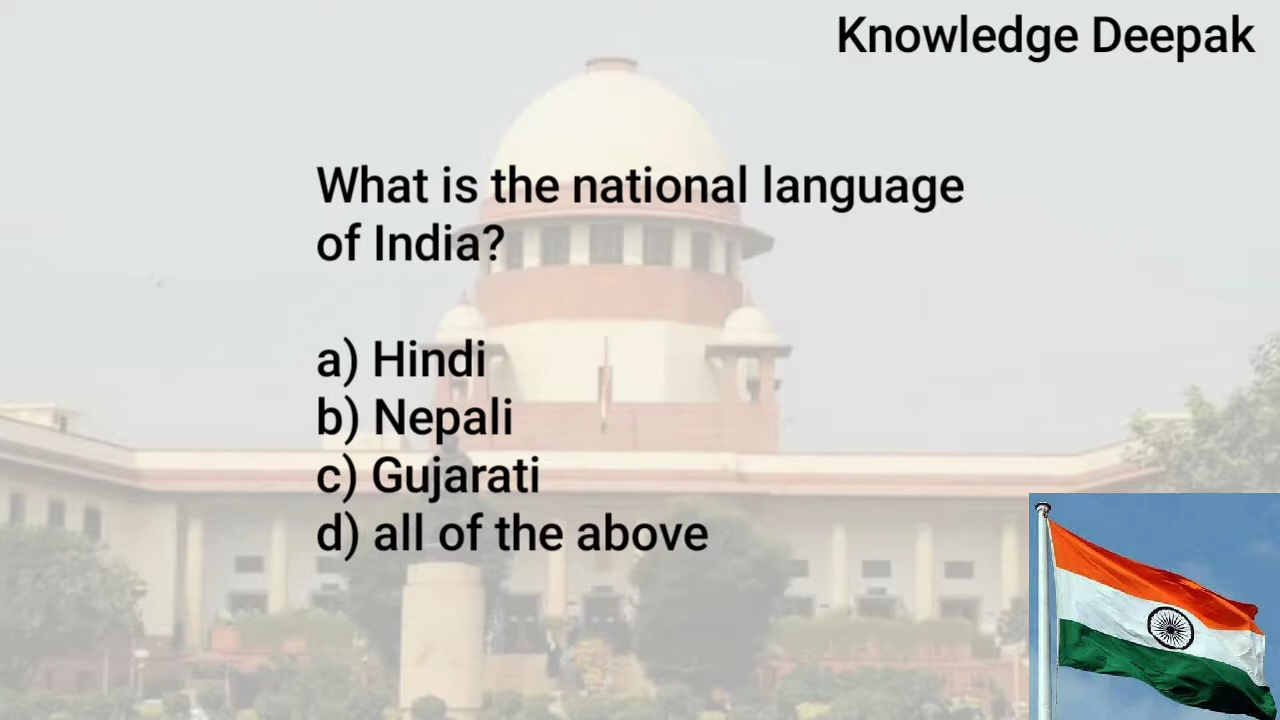 Knowledge Deepak
What is the national language
of India?
a) Hindi
b) Nepali
c) Gujarati
d) all of the above